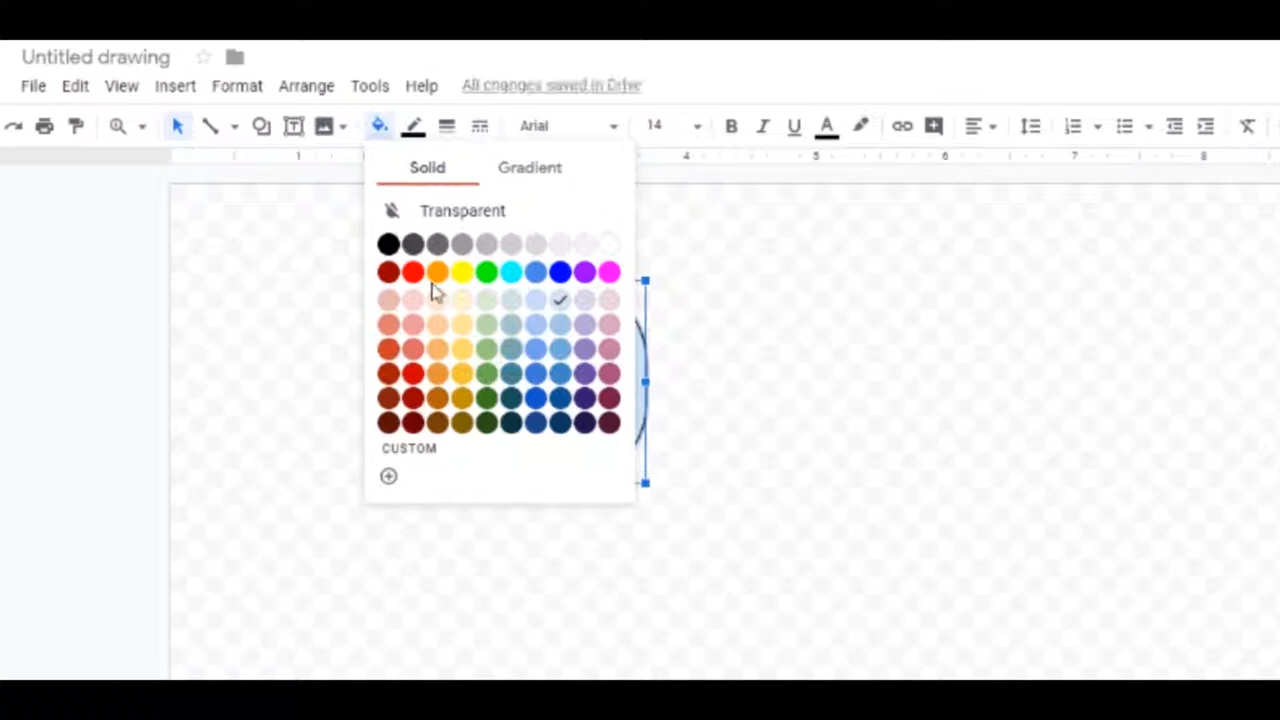 Untitled drawing
File Edit View Insert Format Arrange Tools Help All changes saved in Drive
Arial 14 B I U A
1 4 5 6 7 8
Solid Gradient
Transparent
CUSTOM